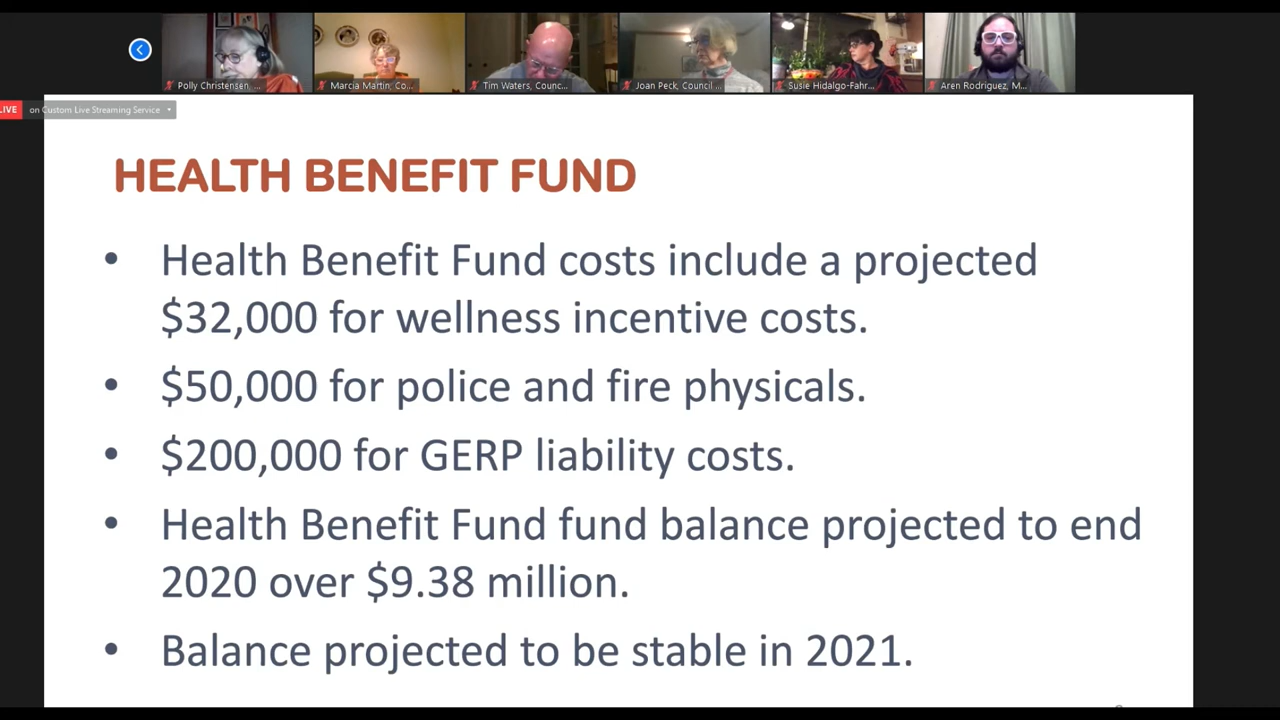 Polly Christensen, ...
Marcia Martin, Co...
Tim Waters, Counc...
Joan Peck, Council ...
Susie Hidalgo-Fahr...
Aren Rodriguez, M...
LIVE on Custom Live Streaming Service
HEALTH BENEFIT FUND
• Health Benefit Fund costs include a projected
$32,000 for wellness incentive costs.
• $50,000 for police and fire physicals.
• $200,000 for GERP liability costs.
• Health Benefit Fund fund balance projected to end
2020 over $9.38 million.
• Balance projected to be stable in 2021.